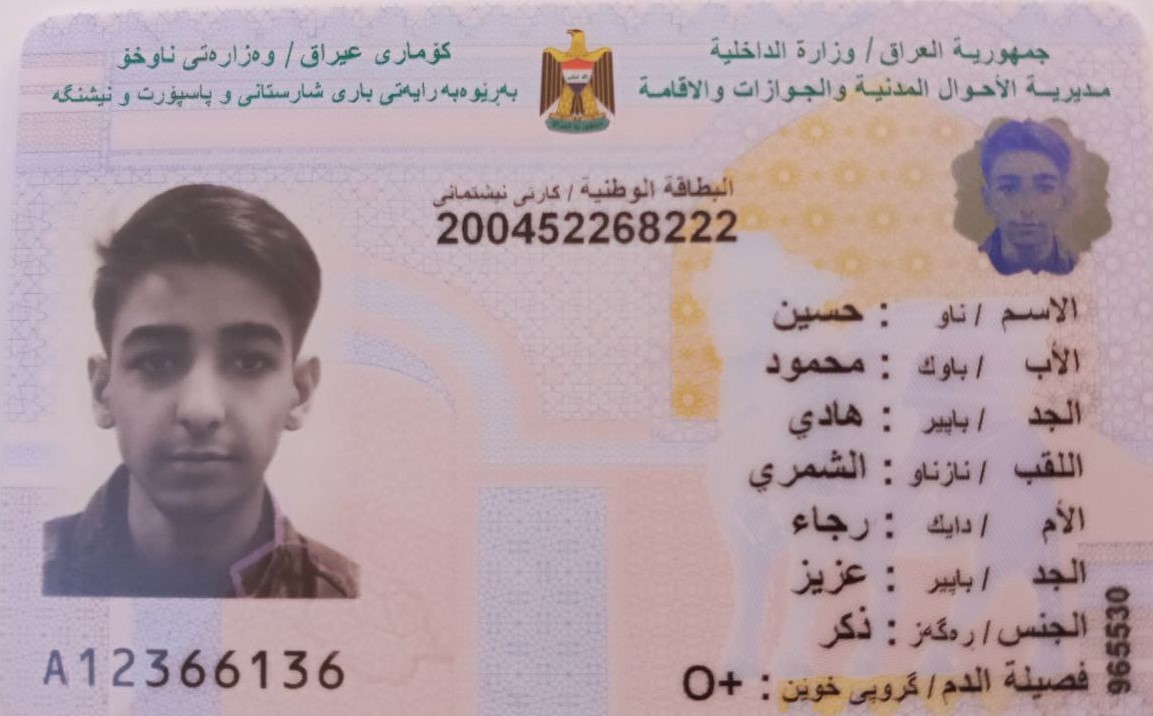 جمهورية العراق / وزارة الداخلية
كۆماری عیراق / وەزارەتی ناوخۆ
مديرية الأحوال المدنية والجوازات والاقامة
بەڕێوەبەرایەتی باری شارستانی و پاسپۆرت و نیشنگە
البطاقة الوطنية / کارتی نیشتمانی
200452268222
الاسم / ناو : حسين
الأب / باوك : محمود
الجد / باپیر : هادي
اللقب / نازناو : الشمري
الأم / دایك : رجاء
الجد / باپیر : عزيز
الجنس / ڕەگەز : ذكر
فصيلة الدم / گروپی خوێن : O+
A12366136
965530